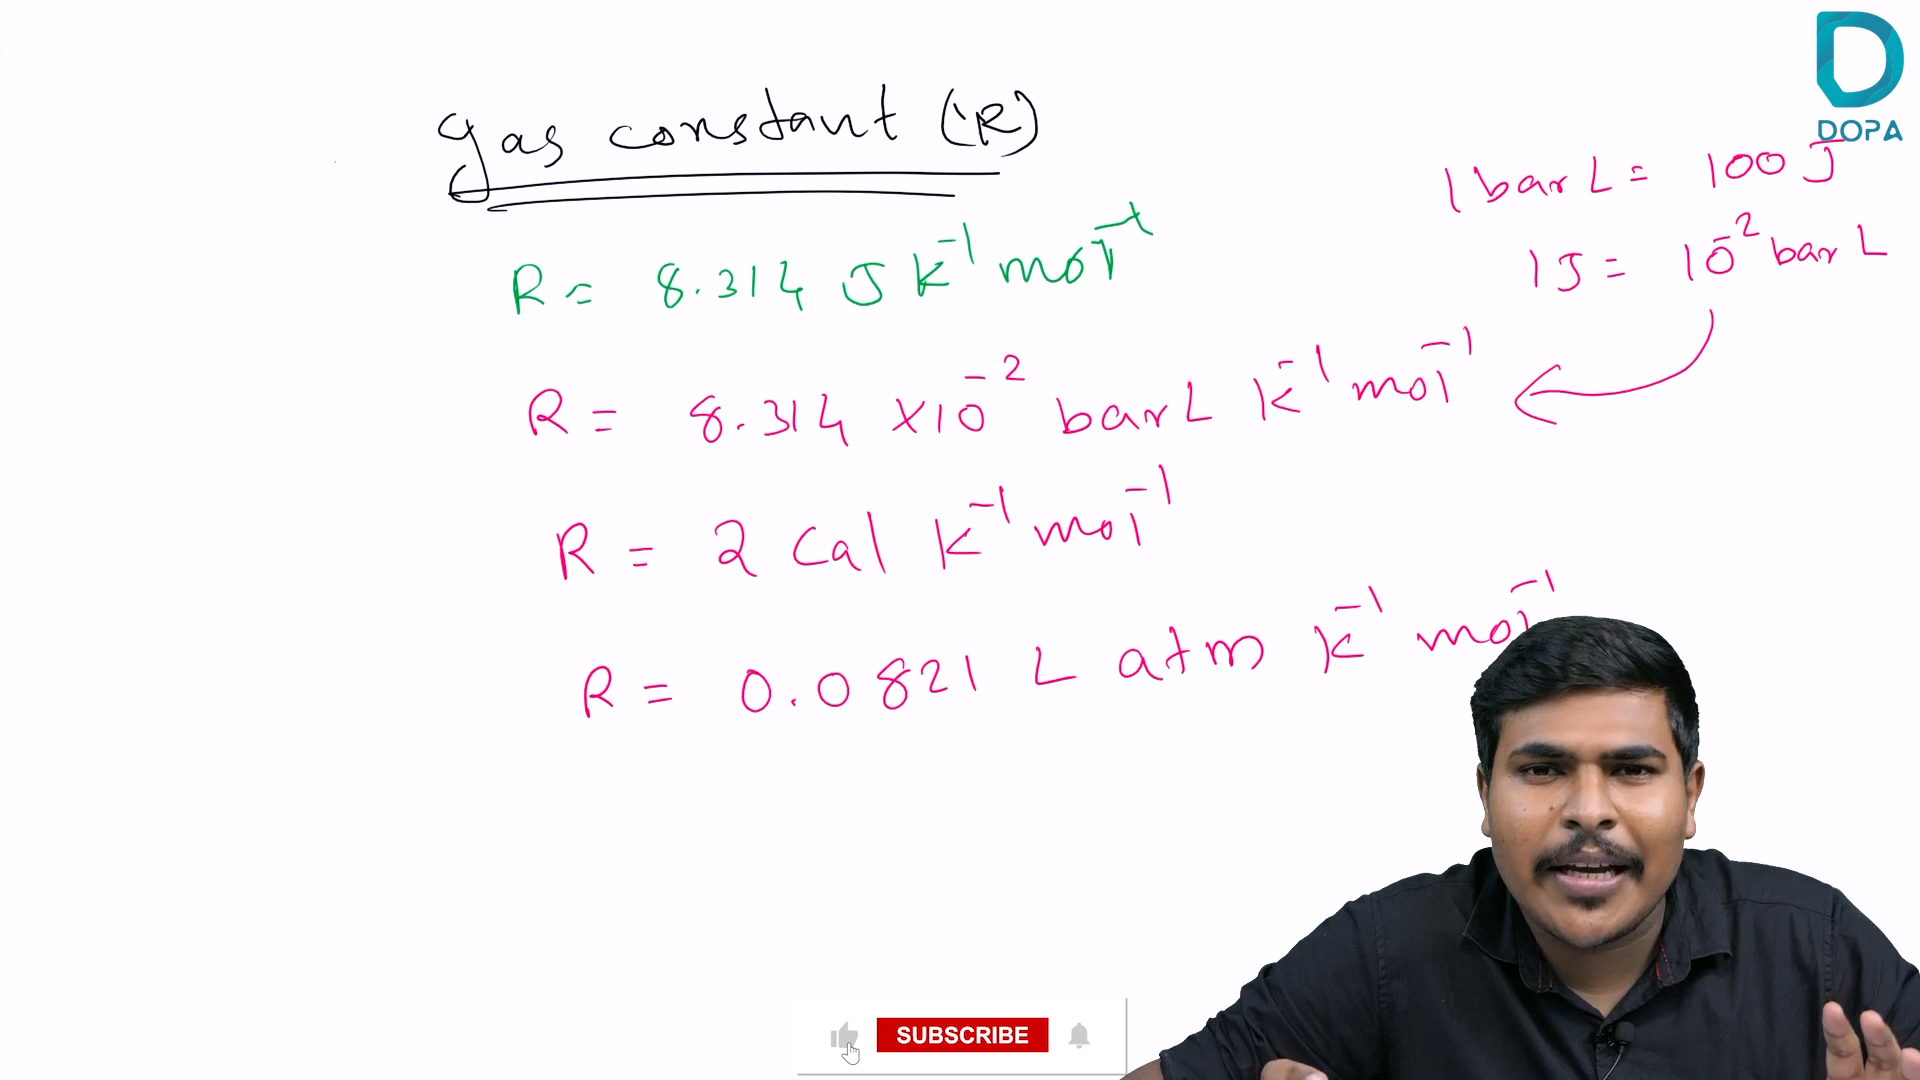 gas constant (R)
R = 8.314 J K⁻¹ mol⁻¹
R = 8.314 × 10⁻² bar L K⁻¹ mol⁻¹
R = 2 Cal K⁻¹ mol⁻¹
R = 0.0821 L atm K⁻¹ mol⁻¹
DOPA
1 bar L = 100 J
1 J = 10⁻² bar L
SUBSCRIBE